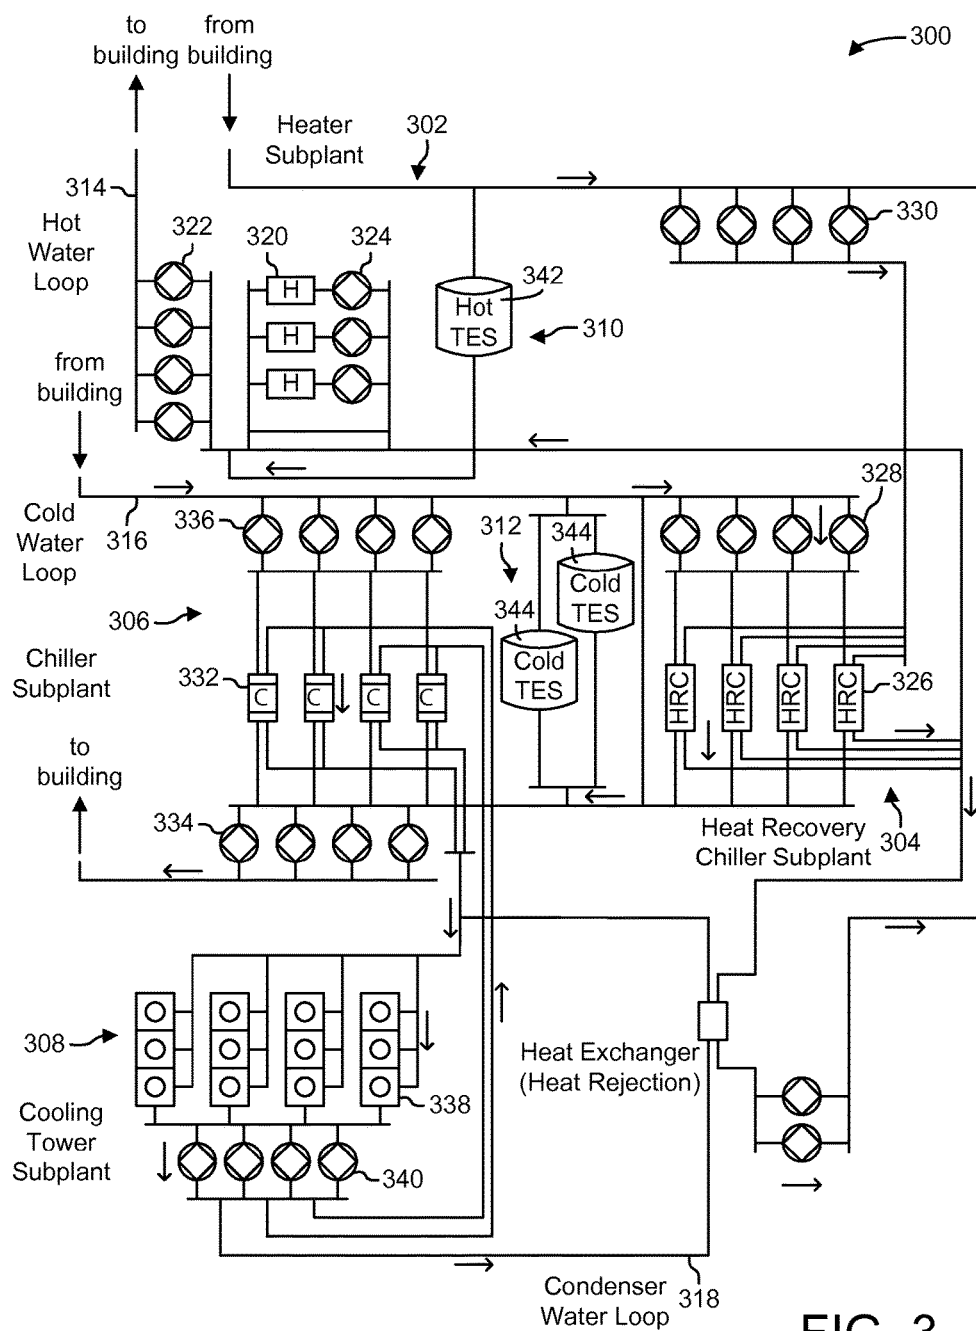 to
building
from
building
300
Heater
Subplant
302
314
Hot
Water
Loop
322
320
324
330
H
H
H
342
Hot
TES
310
from
building
328
Cold
Water
Loop
316
336
312
344
Cold
TES
344
Cold
TES
306
Chiller
Subplant
332
C
C
C
C
HRC
HRC
HRC
HRC
326
to
building
334
Heat Recovery
Chiller Subplant
304
308
Heat Exchanger
(Heat Rejection)
338
Cooling
Tower
Subplant
340
Condenser
Water Loop
318
FIG. 3